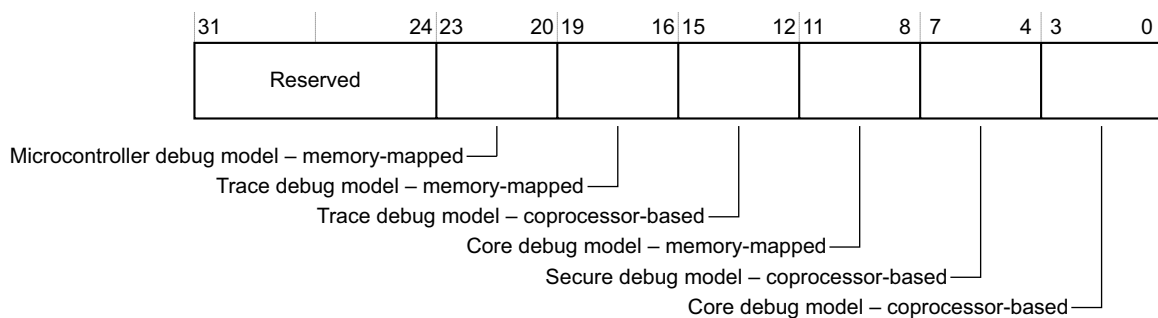 31 24 23 20 19 16 15 12 11 8 7 4 3 0
Reserved
Microcontroller debug model – memory-mapped
Trace debug model – memory-mapped
Trace debug model – coprocessor-based
Core debug model – memory-mapped
Secure debug model – coprocessor-based
Core debug model – coprocessor-based